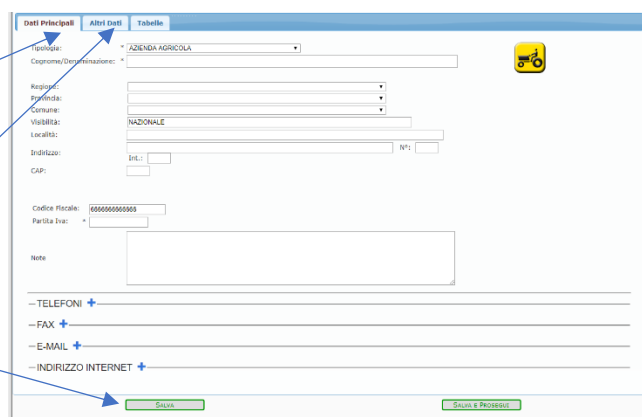 Dati Principali Altri Dati Tabelle
Tipologia: * AZIENDA AGRICOLA
Cognome/Denominazione: *
Regione:
Provincia:
Comune:
Visibilità: NAZIONALE
Località:
Indirizzo: N°:
Int.:
CAP:
Codice Fiscale: 6666666666666
Partita Iva: *
Note
TELEFONI +
FAX +
E-MAIL +
INDIRIZZO INTERNET +
SALVA SALVA E PROSEGUI